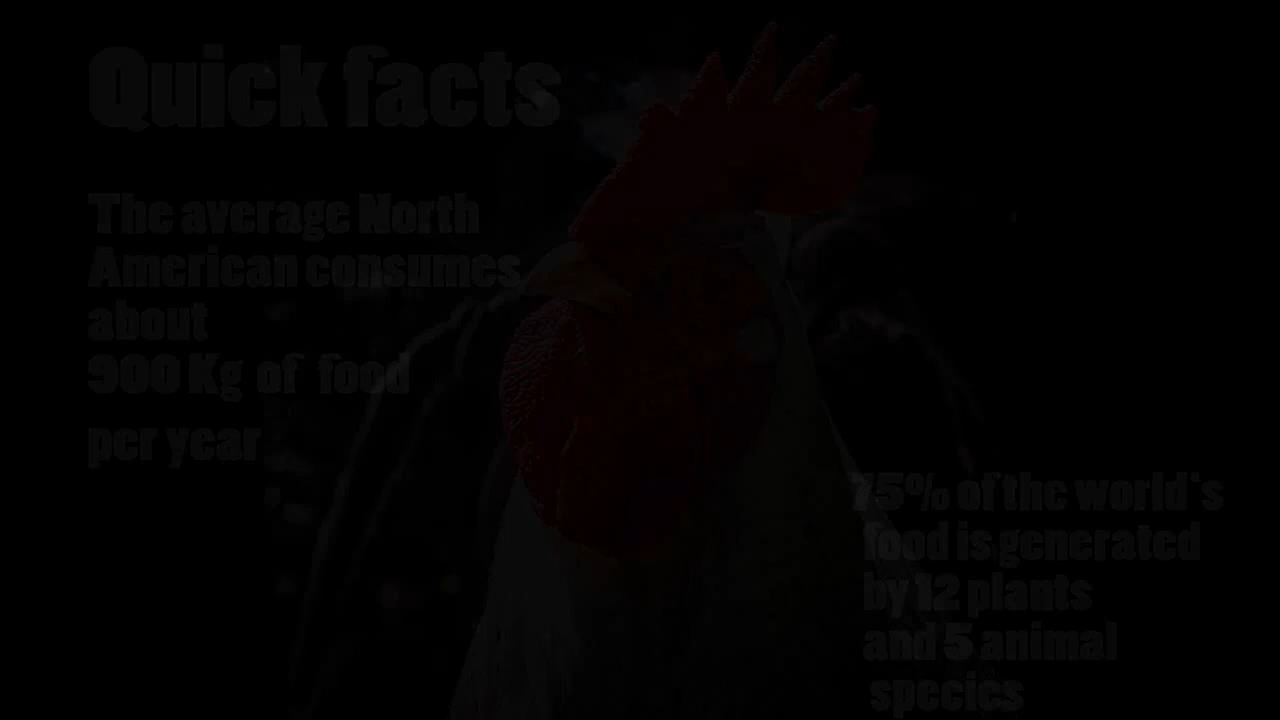 Quick facts
The average North
American consumes
about
900 Kg of food
per year
75% of the world's
food is generated
by 12 plants
and 5 animal
species